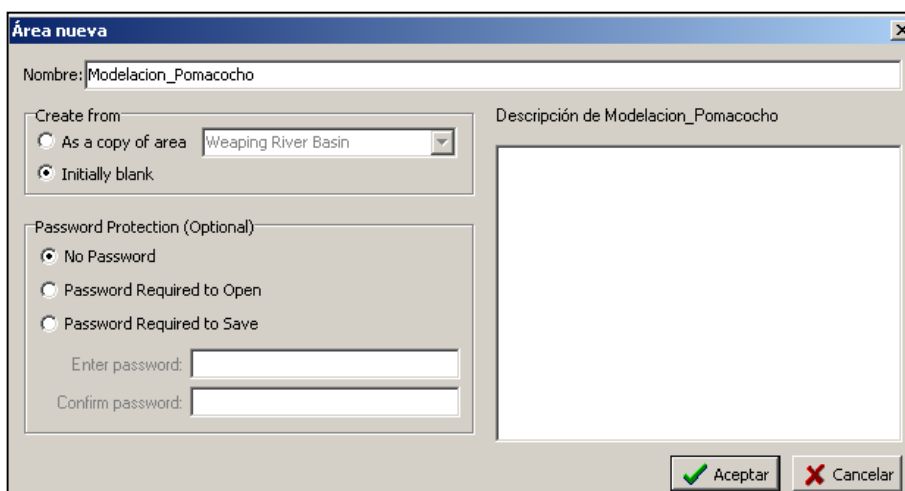 Área nueva
Nombre: Modelacion_Pomacocho
Create from
As a copy of area Weaping River Basin
Initially blank
Descripción de Modelacion_Pomacocho
Password Protection (Optional)
No Password
Password Required to Open
Password Required to Save
Enter password:
Confirm password:
Aceptar Cancelar